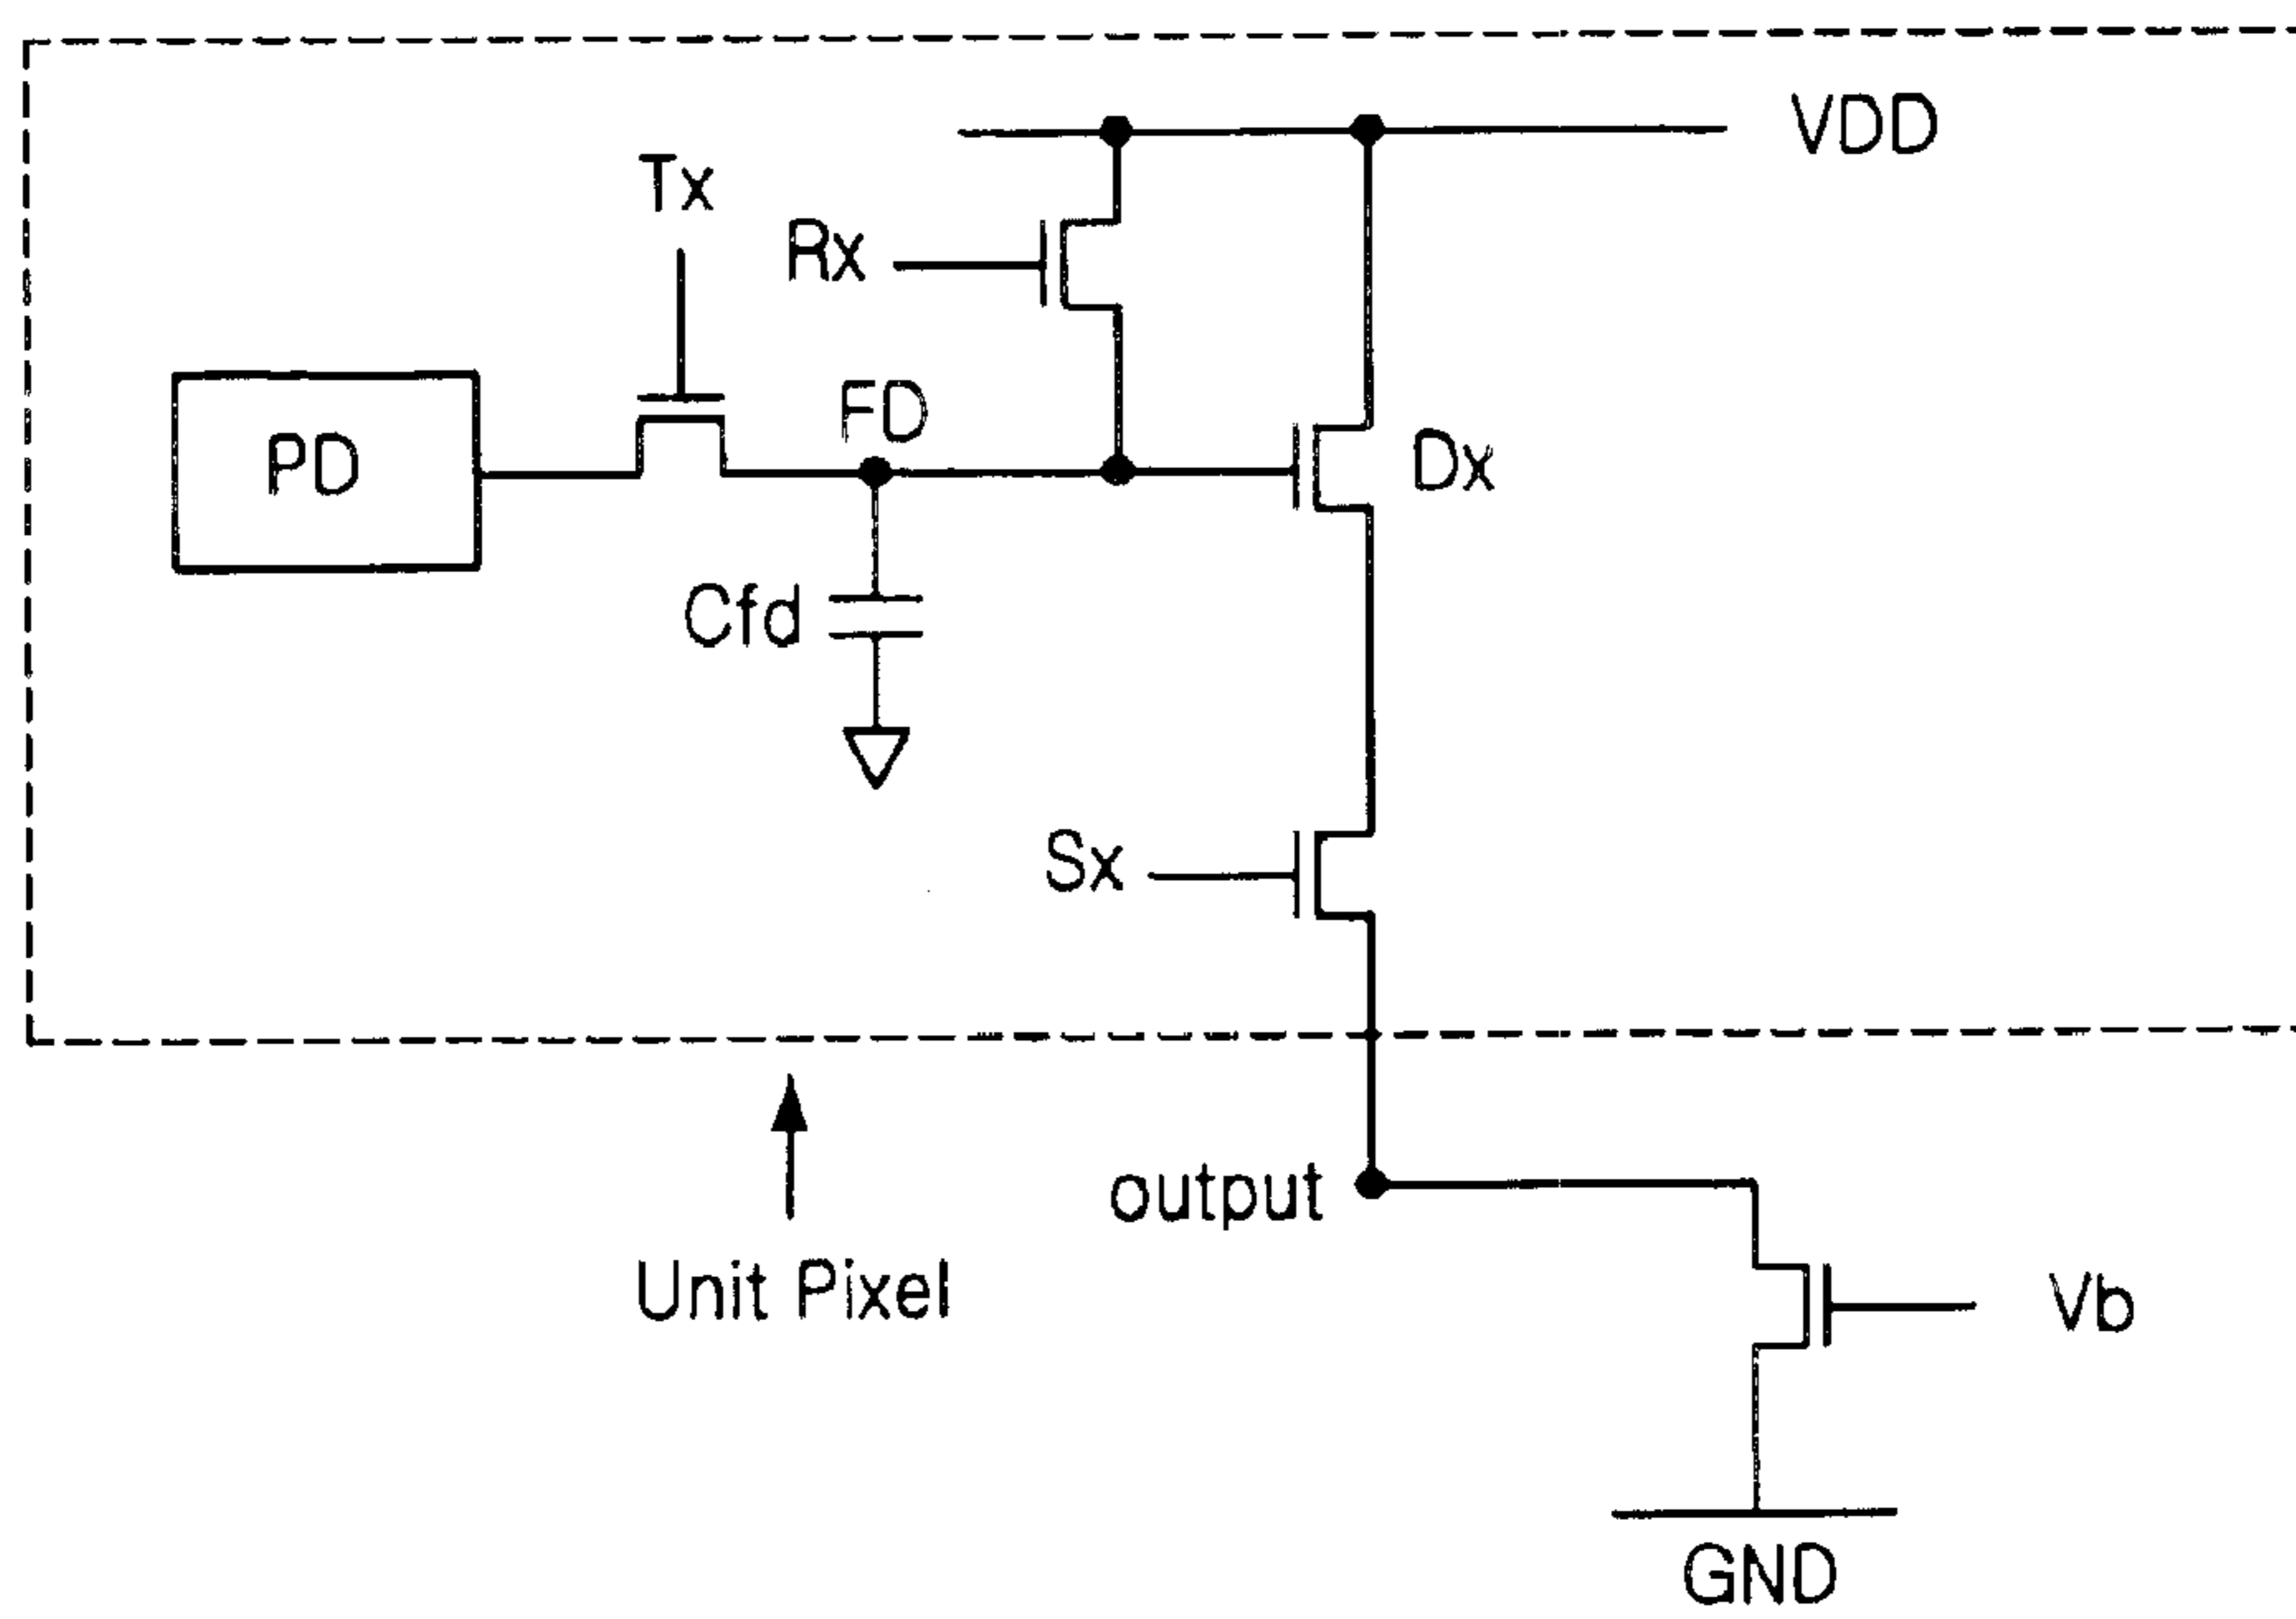 VDD
Tx
Rx
FD
PD
Dx
Cfd
Sx
output
Unit Pixel
Vb
GND